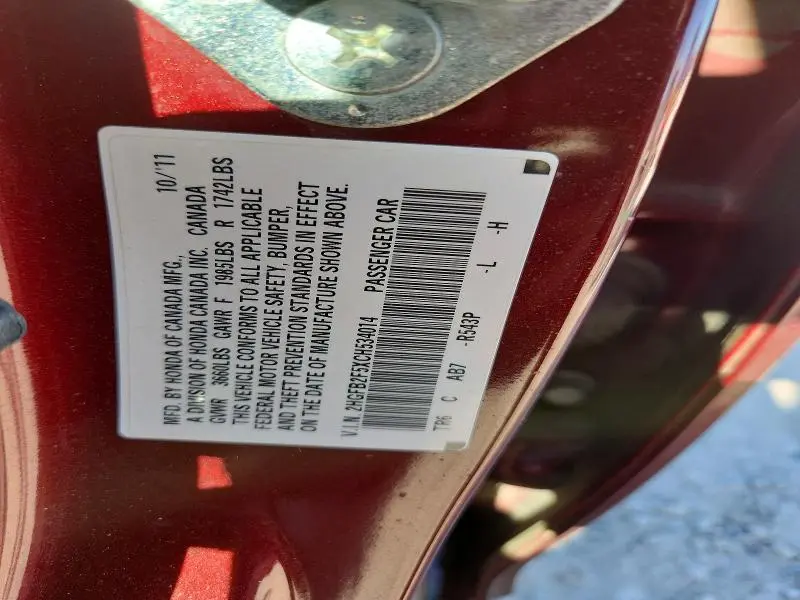 MFD. BY HONDA OF CANADA MFG., 10/'11
A DIVISION OF HONDA CANADA INC. CANADA
GVWR 3660LBS GAWR F 1985LBS R 1742LBS
THIS VEHICLE CONFORMS TO ALL APPLICABLE
FEDERAL MOTOR VEHICLE SAFETY, BUMPER,
AND THEFT PREVENTION STANDARDS IN EFFECT
ON THE DATE OF MANUFACTURE SHOWN ABOVE.
V.I.N. 2HGFB2F5XCH534014 PASSENGER CAR
TR6 C AB7 -R543P -L -H